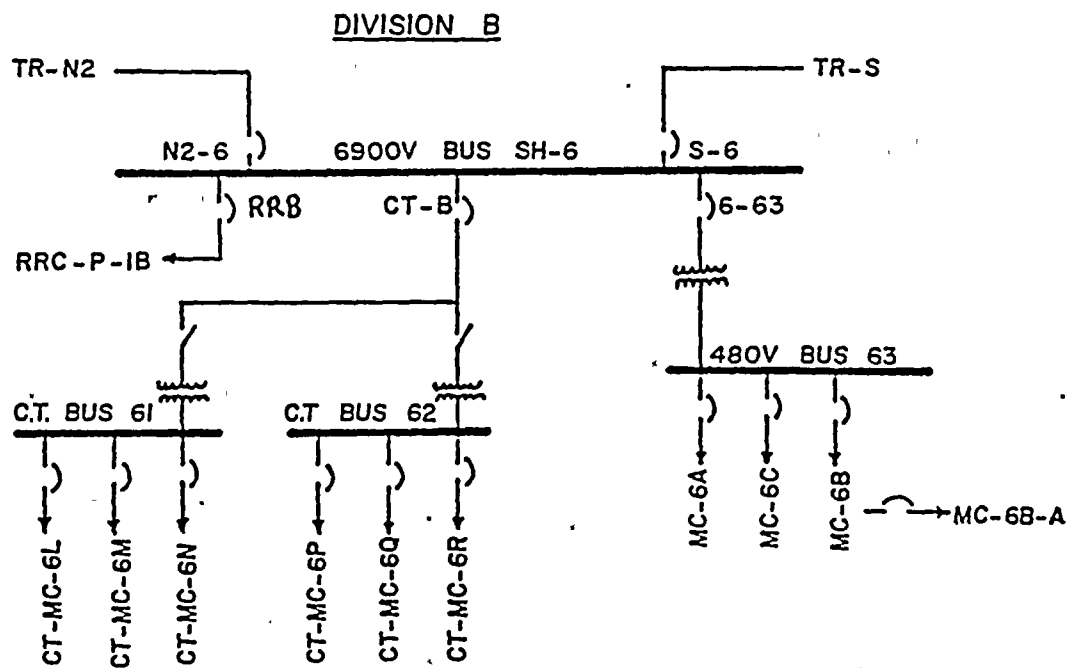 DIVISION B
TR-N2
TR-S
N2-6
6900V BUS SH-6
S-6
RRB
CT-B
6-63
RRC-P-1B
480V BUS 63
C.T. BUS 61
C.T BUS 62
MC-6A
MC-6C
MC-6B
MC-6B-A
CT-MC-6L
CT-MC-6M
CT-MC-6N
CT-MC-6P
CT-MC-6Q
CT-MC-6R